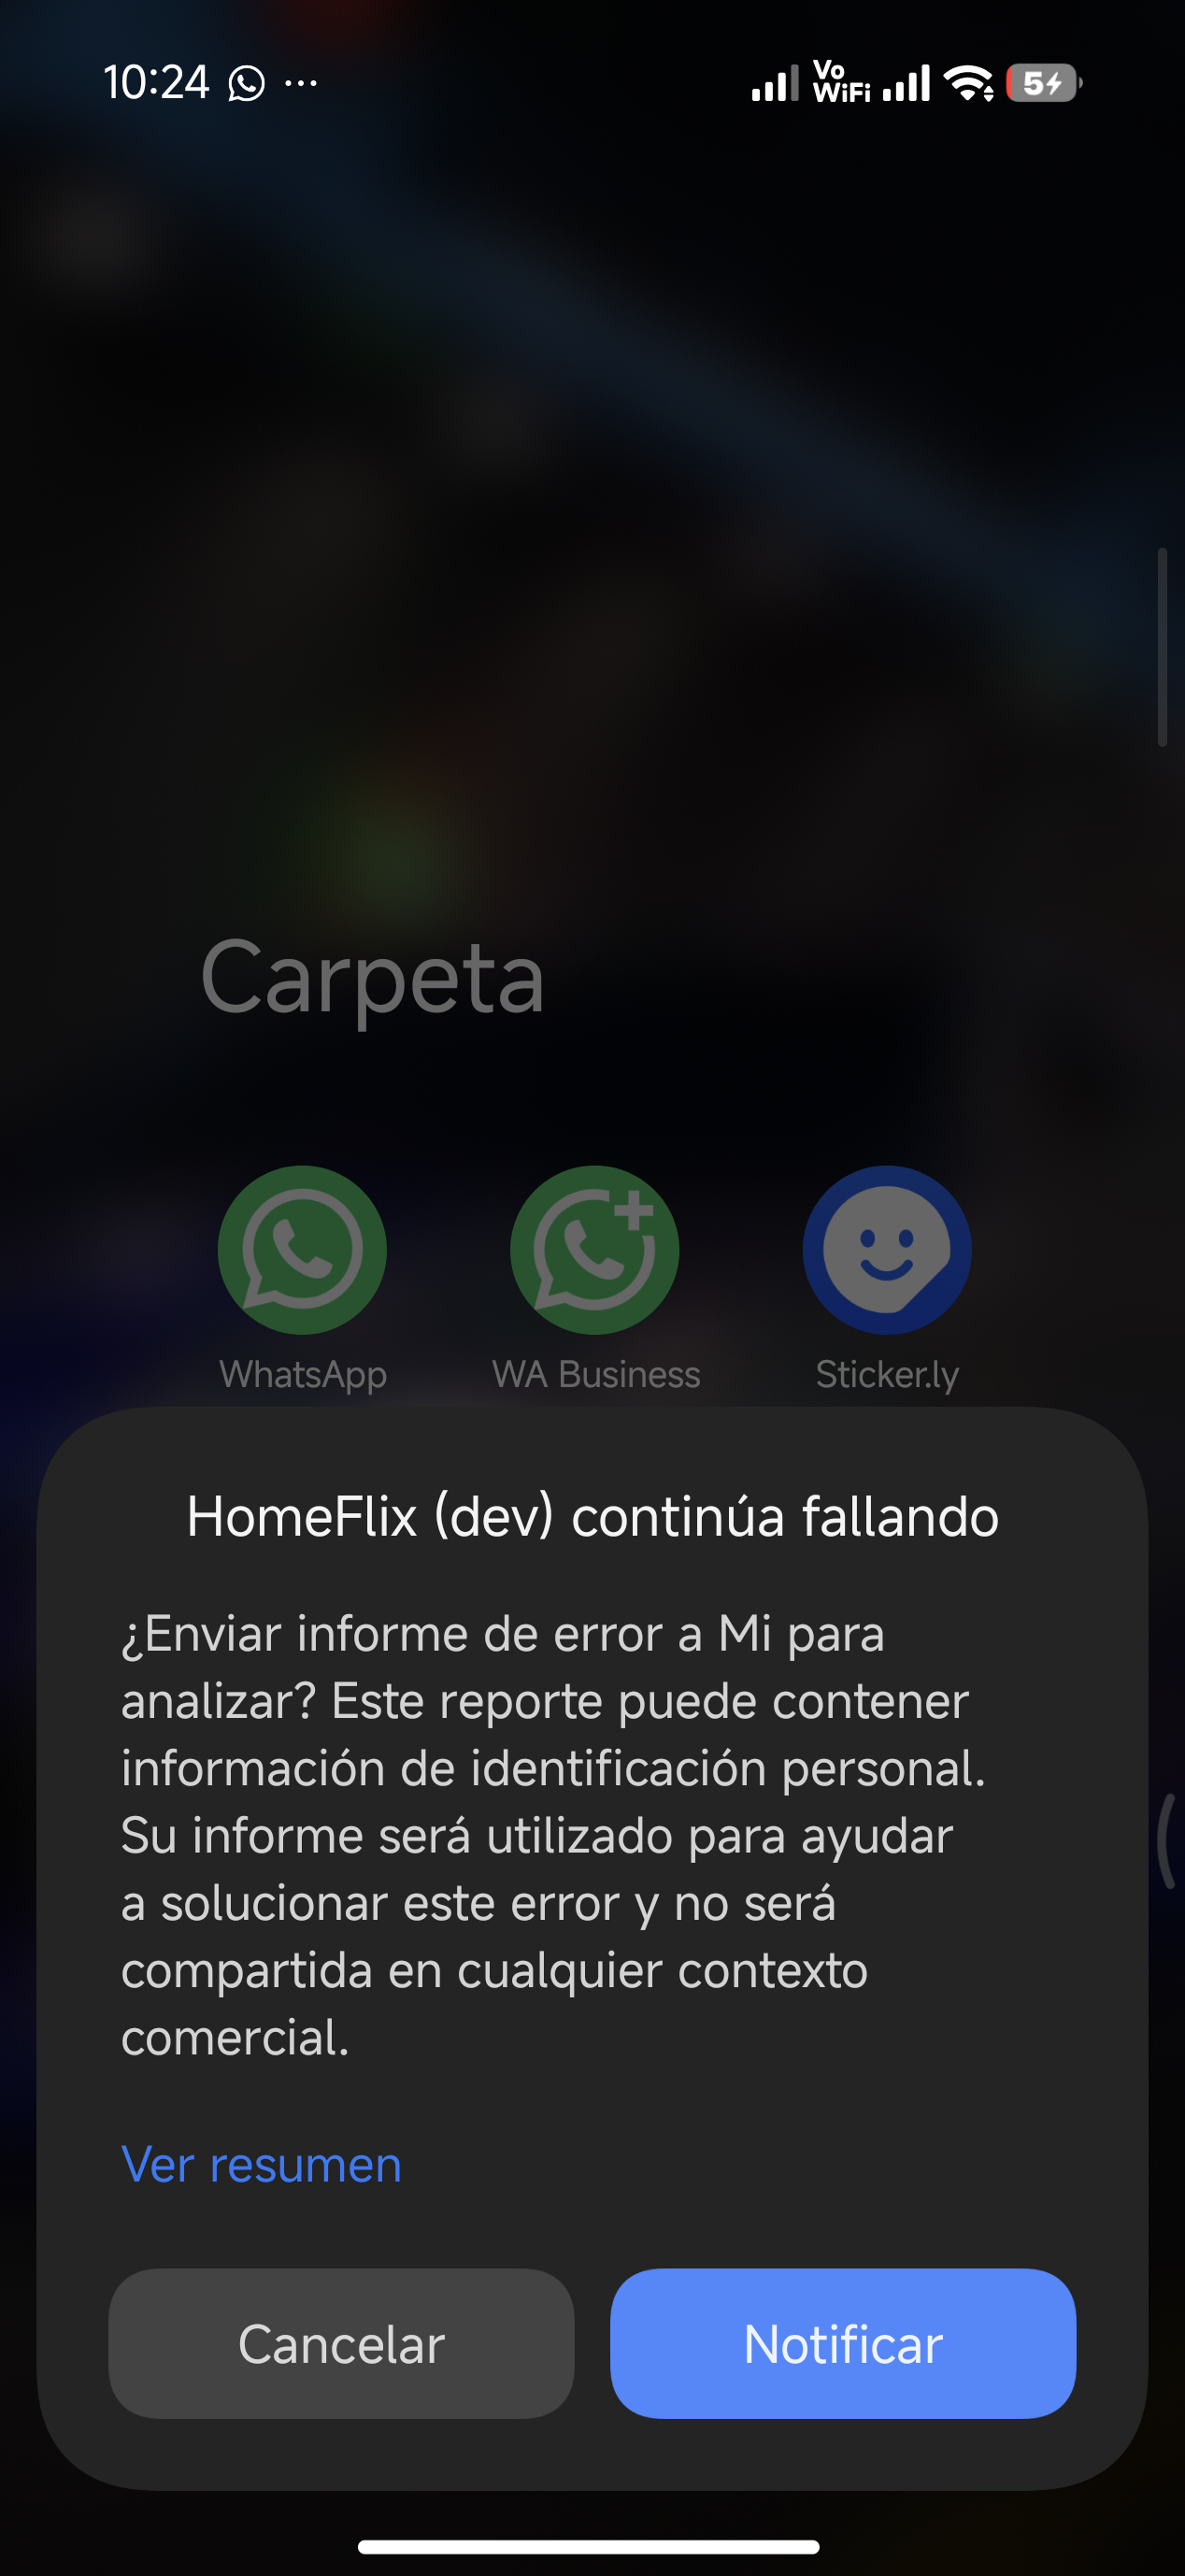 10:24 ...
Vo
WiFi
5
Carpeta
WhatsApp WA Business Sticker.ly
HomeFlix (dev) continúa fallando
¿Enviar informe de error a Mi para
analizar? Este reporte puede contener
información de identificación personal.
Su informe será utilizado para ayudar
a solucionar este error y no será
compartida en cualquier contexto
comercial.
Ver resumen
Cancelar Notificar